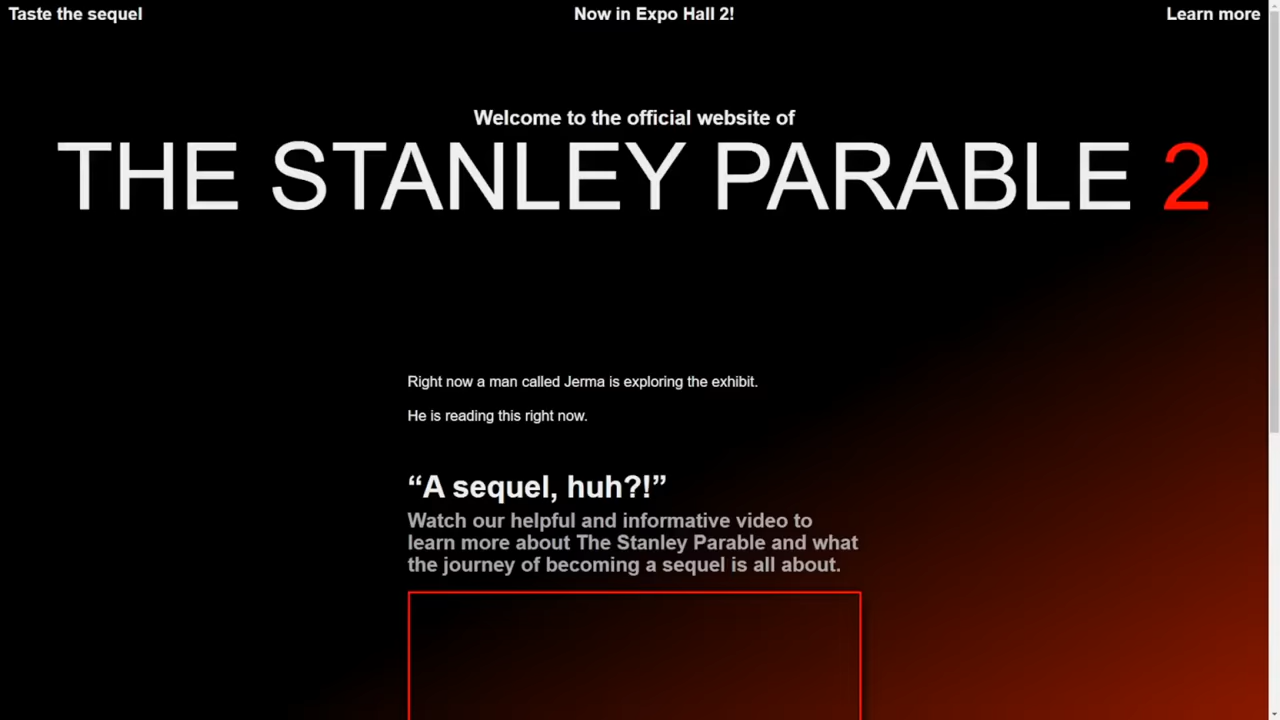 Taste the sequel
Now in Expo Hall 2!
Learn more
Welcome to the official website of
THE STANLEY PARABLE 2
Right now a man called Jerma is exploring the exhibit.
He is reading this right now.
“A sequel, huh?!”
Watch our helpful and informative video to
learn more about The Stanley Parable and what
the journey of becoming a sequel is all about.